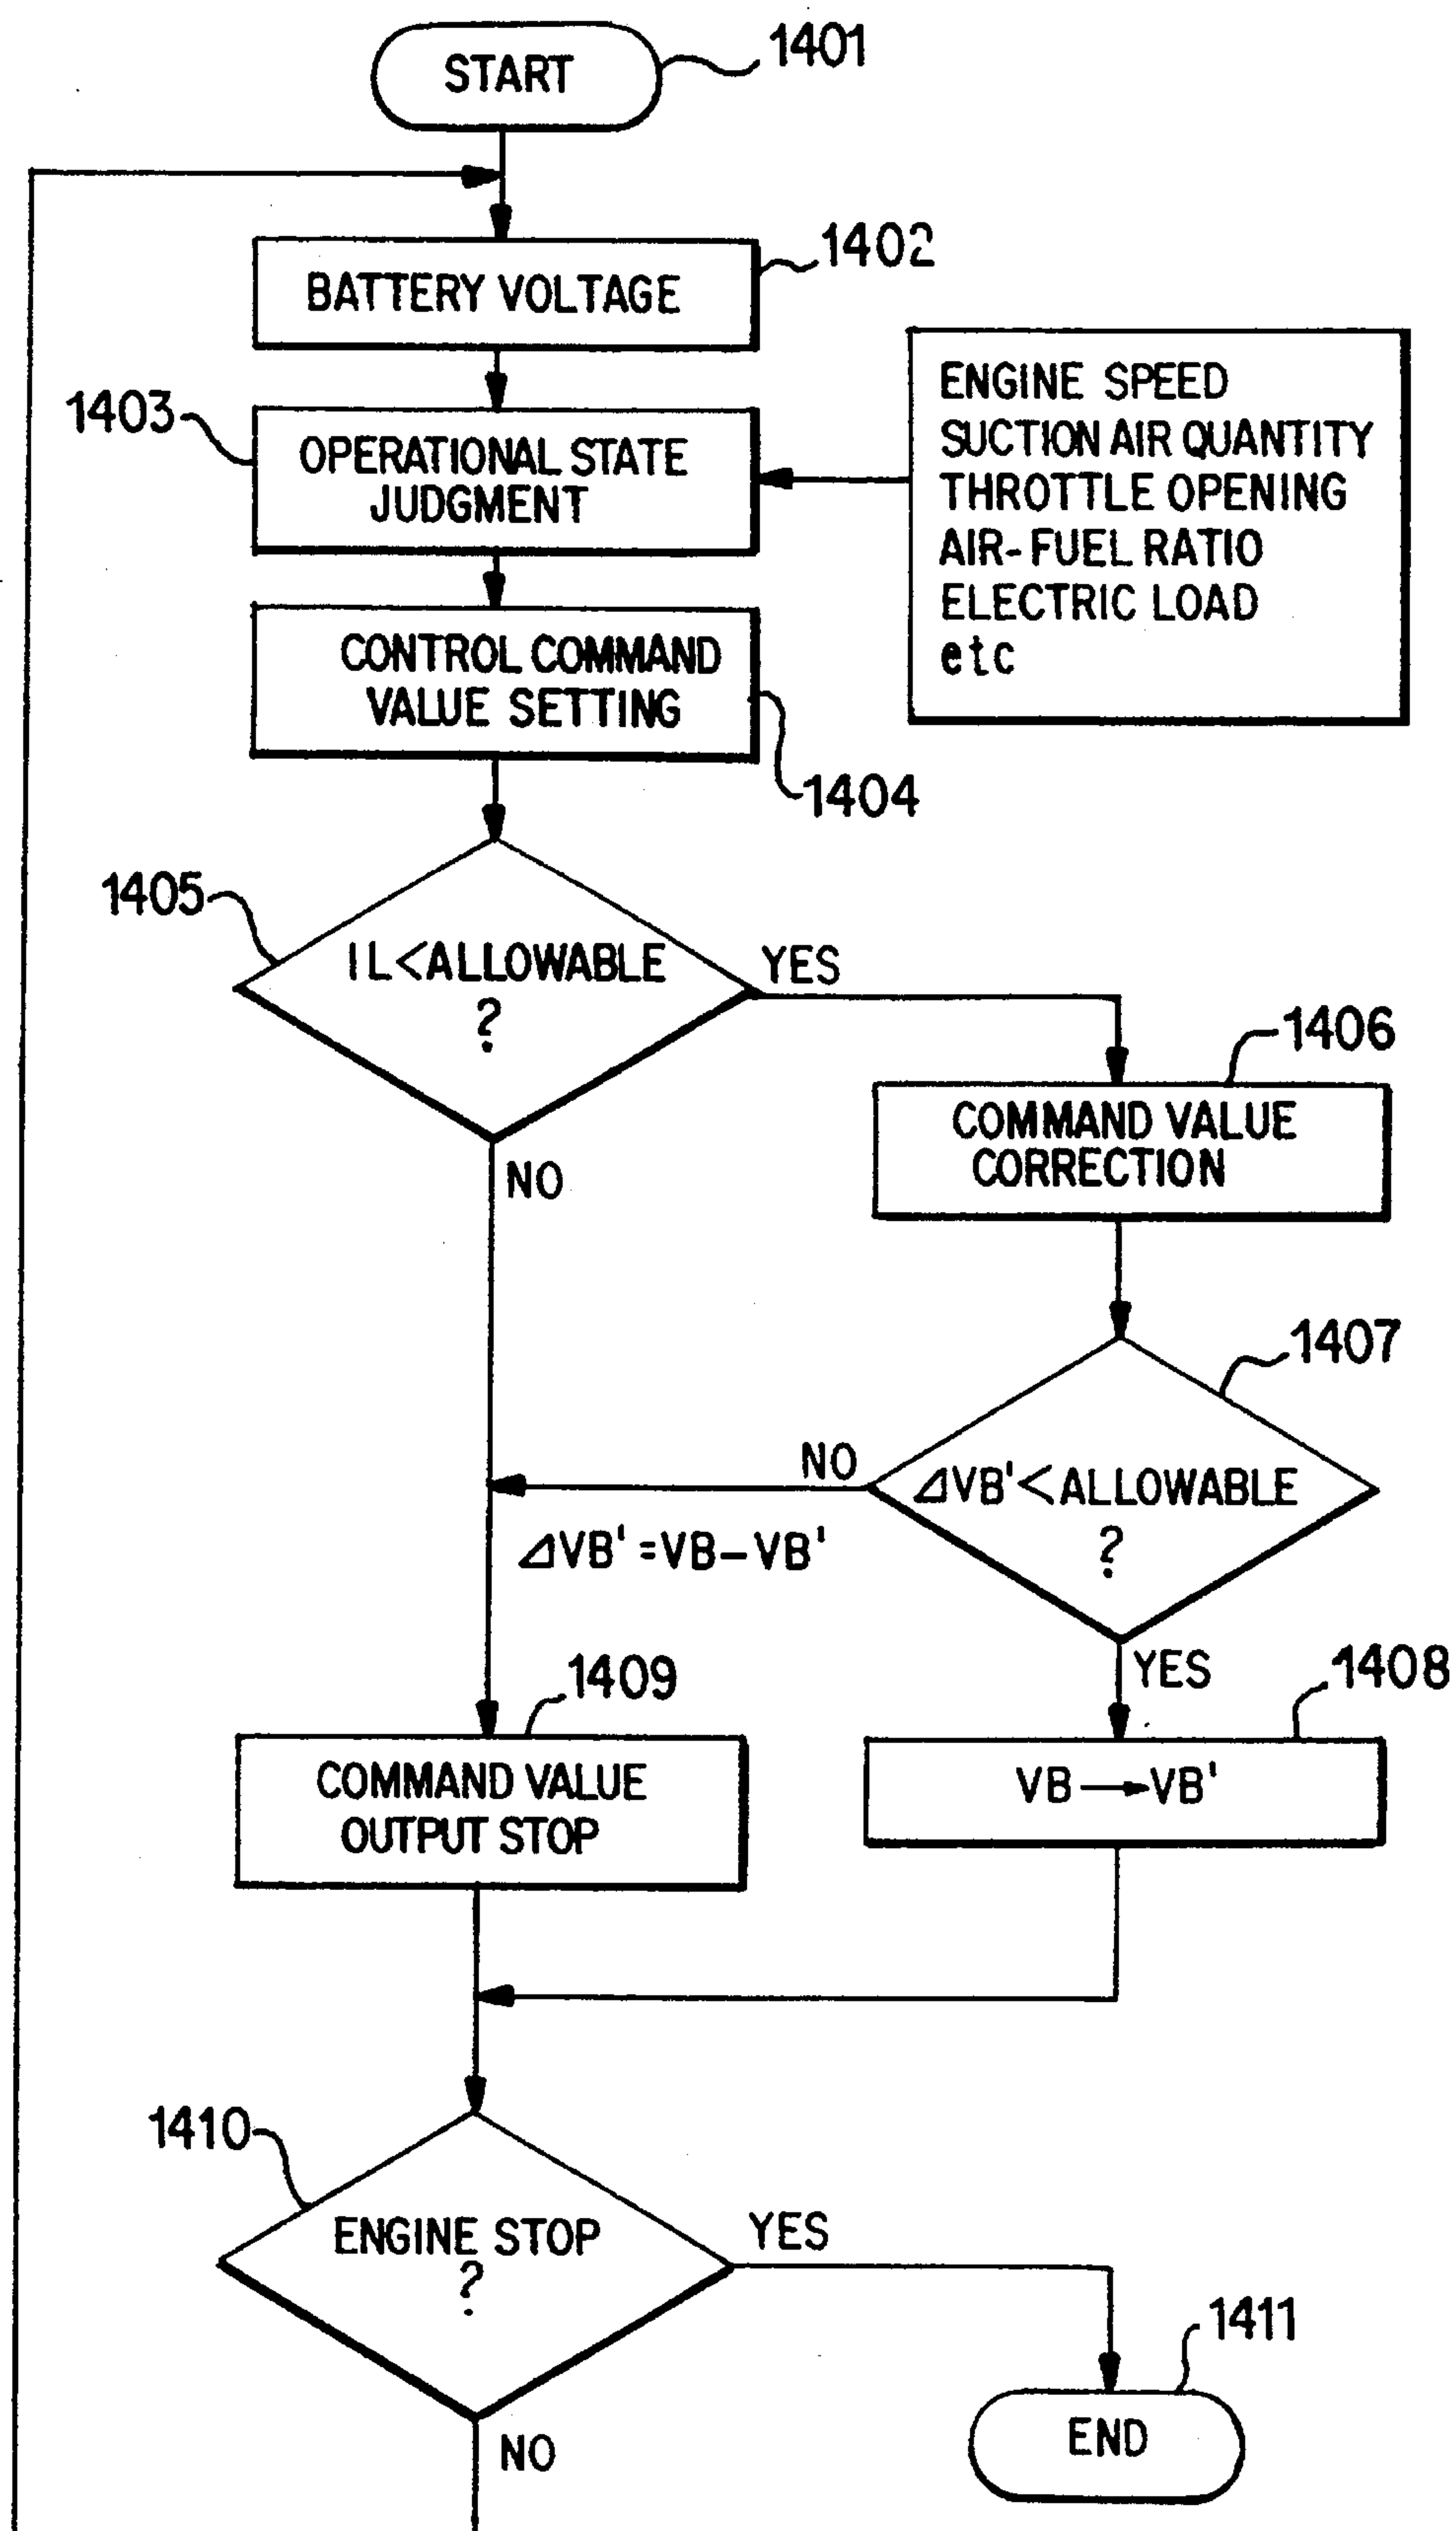 START
1401
BATTERY VOLTAGE
1402
1403
OPERATIONAL STATE
JUDGMENT
ENGINE SPEED
SUCTION AIR QUANTITY
THROTTLE OPENING
AIR-FUEL RATIO
ELECTRIC LOAD
etc
CONTROL COMMAND
VALUE SETTING
1404
1405
IL<ALLOWABLE
?
YES
NO
1406
COMMAND VALUE
CORRECTION
1407
⊿VB'<ALLOWABLE
?
NO
⊿VB'=VB-VB'
YES
1408
VB→VB'
1409
COMMAND VALUE
OUTPUT STOP
1410
ENGINE STOP
?
YES
NO
1411
END